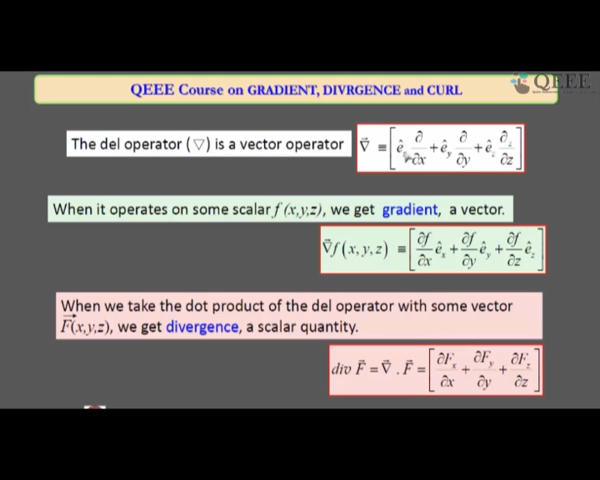 QEEE
QEEE Course on GRADIENT, DIVRGENCE and CURL
The del operator (▽) is a vector operator
∇⃗ ≡ [ê_x ∂/∂x + ê_y ∂/∂y + ê_z ∂/∂z]
When it operates on some scalar f (x,y,z), we get gradient, a vector.
∇⃗f (x, y, z) ≡ [∂f/∂x ê_x + ∂f/∂y ê_y + ∂f/∂z ê_z]
When we take the dot product of the del operator with some vector
F⃗(x,y,z), we get divergence, a scalar quantity.
div F⃗ = ∇⃗ . F⃗ = [∂F_x/∂x + ∂F_y/∂y + ∂F_z/∂z]